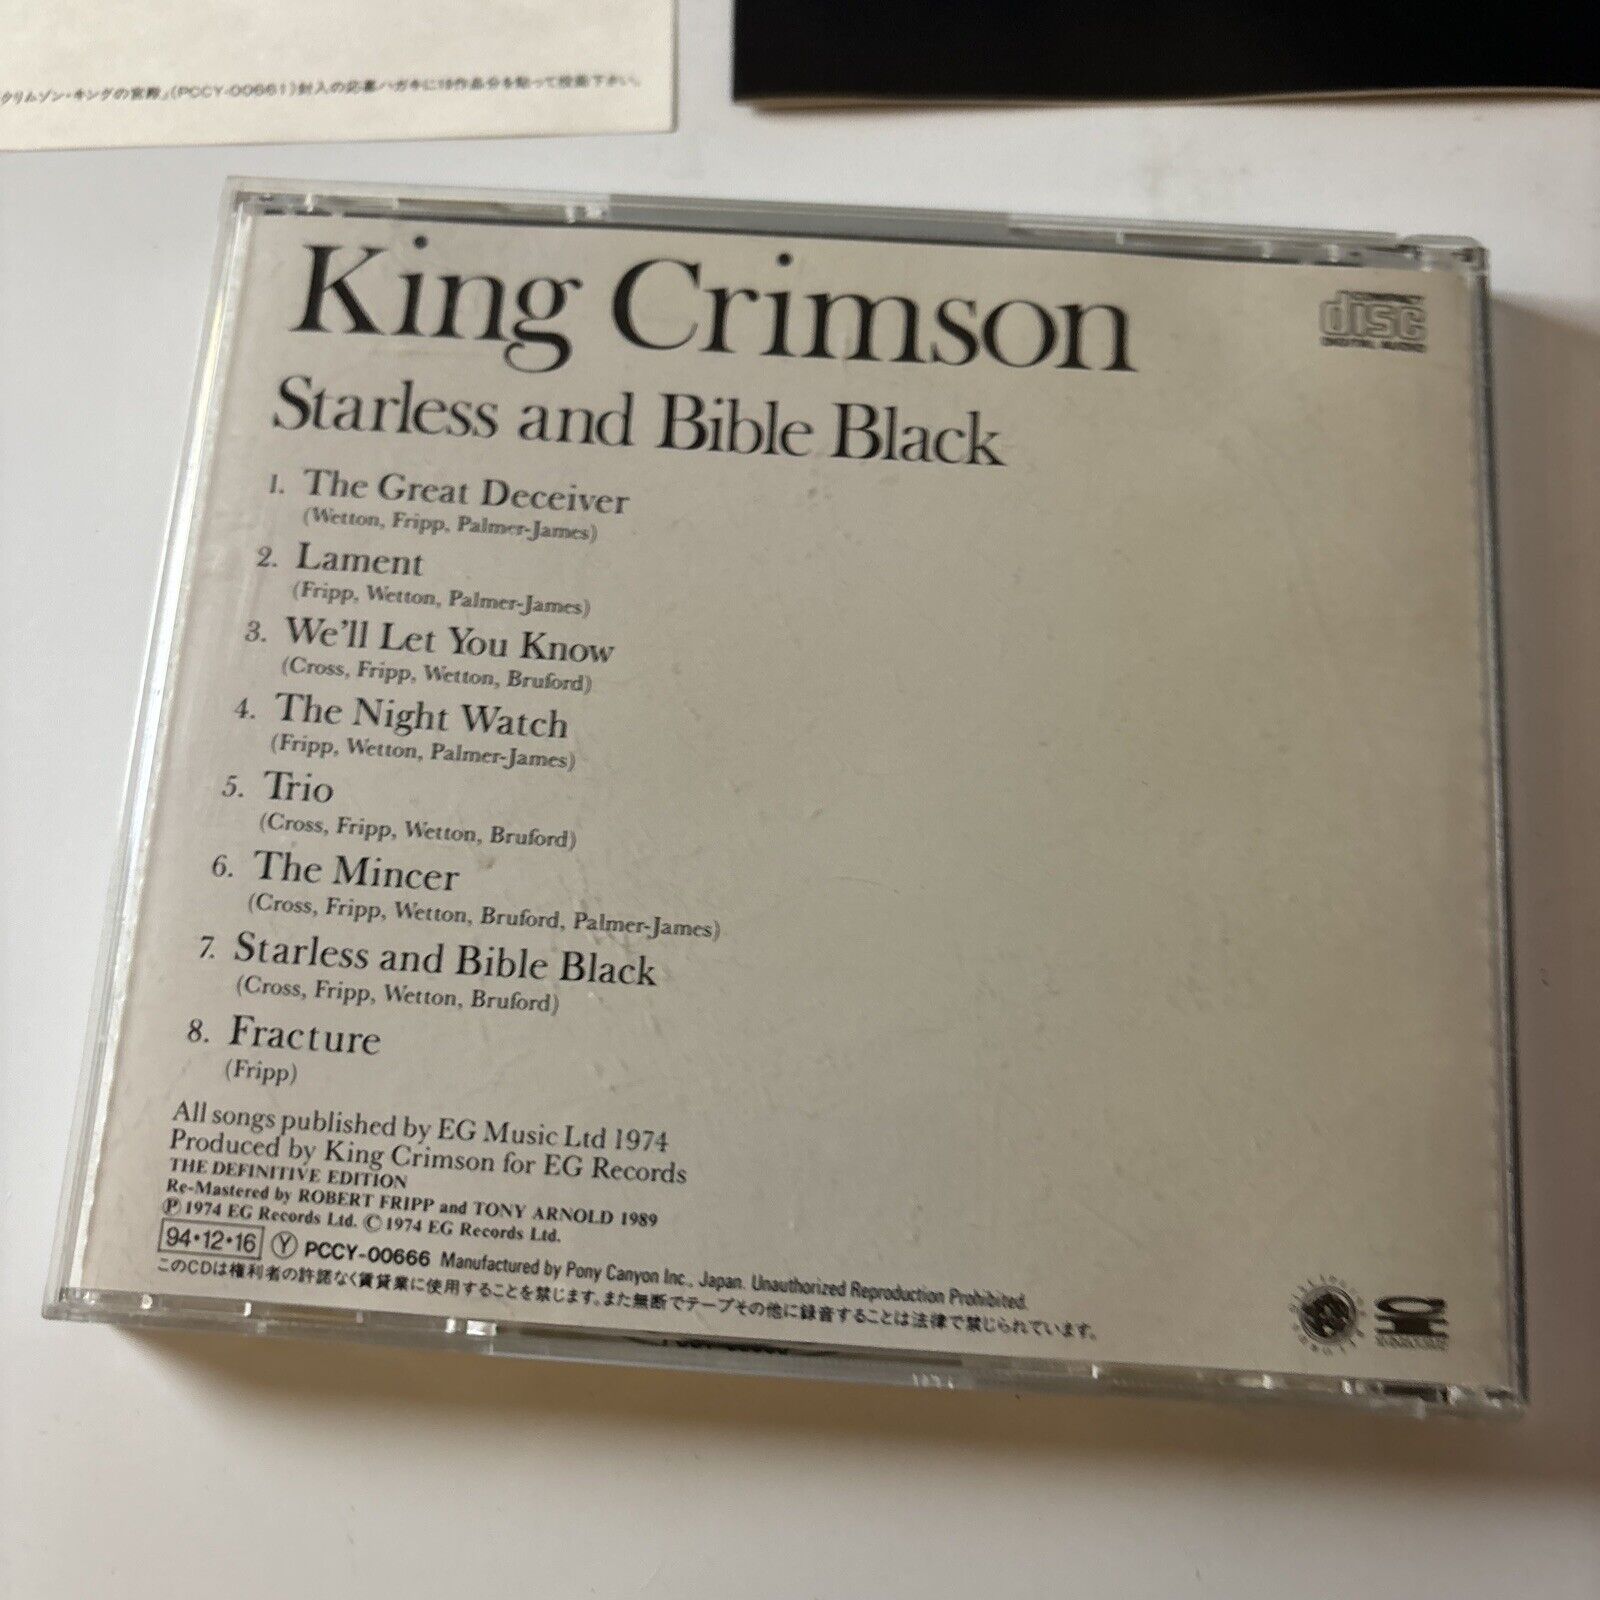 クリムゾン・キングの宮殿」(PCCY-00661)封入の応募ハガキに19作品分を貼って投函下さい。
King Crimson
COMPACT
disc
DIGITAL AUDIO
Starless and Bible Black
1. The Great Deceiver
(Wetton, Fripp, Palmer-James)
2. Lament
(Fripp, Wetton, Palmer-James)
3. We'll Let You Know
(Cross, Fripp, Wetton, Bruford)
4. The Night Watch
(Fripp, Wetton, Palmer-James)
5. Trio
(Cross, Fripp, Wetton, Bruford)
6. The Mincer
(Cross, Fripp, Wetton, Bruford, Palmer-James)
7. Starless and Bible Black
(Cross, Fripp, Wetton, Bruford)
8. Fracture
(Fripp)
All songs published by EG Music Ltd 1974
Produced by King Crimson for EG Records
THE DEFINITIVE EDITION
Re-Mastered by ROBERT FRIPP and TONY ARNOLD 1989
Ⓟ 1974 EG Records Ltd. © 1974 EG Records Ltd.
94・12・16 Ⓨ PCCY-00666 Manufactured by Pony Canyon Inc., Japan. Unauthorized Reproduction Prohibited.
このCDは権利者の許諾なく賃貸業に使用することを禁じます。また無断でテープその他に録音することは法律で禁じられています。